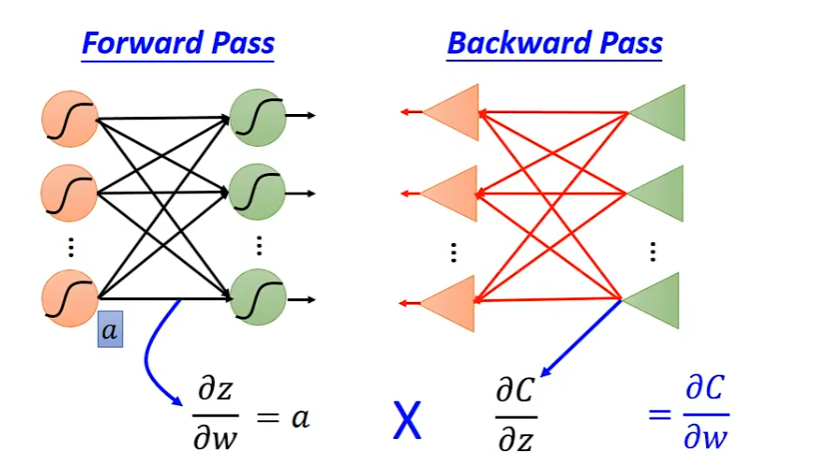 Forward Pass
Backward Pass
⋮ ⋮ ⋮ ⋮
a
∂z/∂w = a X ∂C/∂z = ∂C/∂w